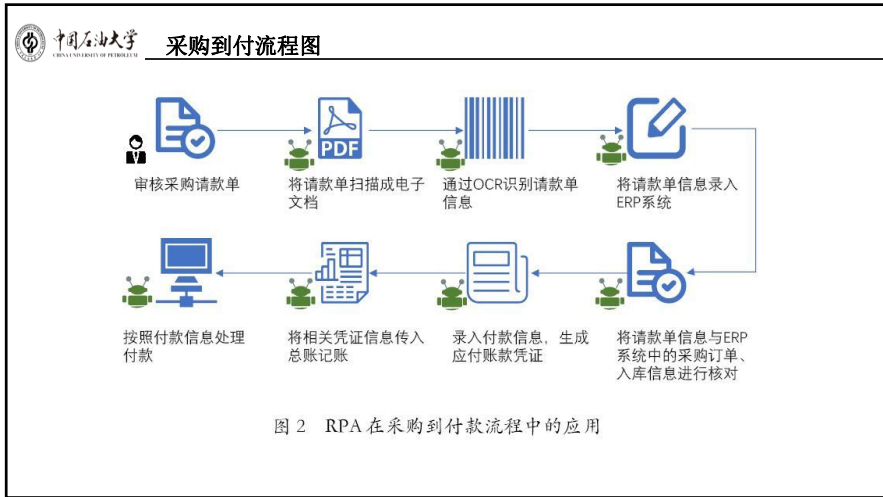 中国石油大学
CHINA UNIVERSITY OF PETROLEUM
采购到付流程图
PDF
审核采购请款单
将请款单扫描成电子
文档
通过OCR识别请款单
信息
将请款单信息录入
ERP系统
按照付款信息处理
付款
将相关凭证信息传入
总账记账
录入付款信息，生成
应付账款凭证
将请款单信息与ERP
系统中的采购订单、
入库信息进行核对
图 2 RPA在采购到付款流程中的应用